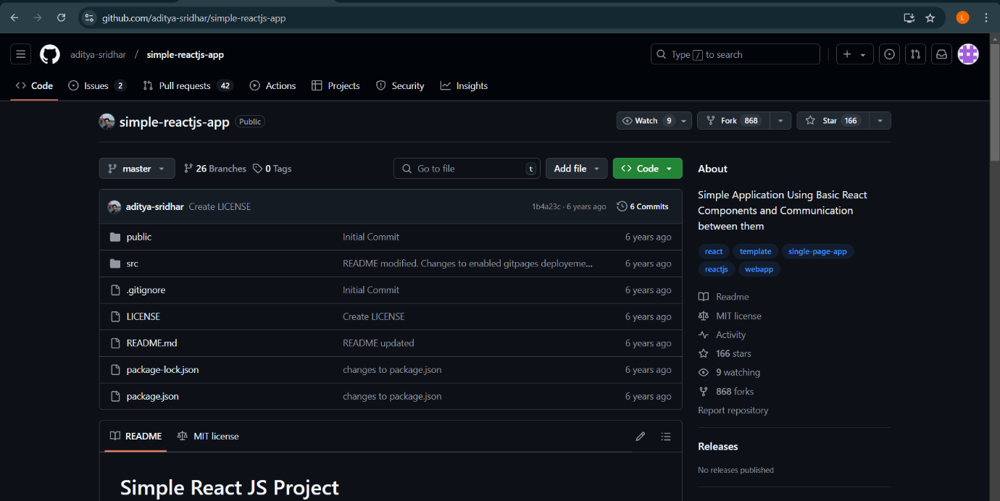 github.com/aditya-sridhar/simple-reactjs-app
L
aditya-sridhar / simple-reactjs-app
Type / to search
Code Issues 2 Pull requests 42 Actions Projects Security Insights
simple-reactjs-app Public
Watch 9 Fork 868 Star 166
master 26 Branches 0 Tags
Go to file t Add file Code
aditya-sridhar Create LICENSE 1b4a23c · 6 years ago 6 Commits
public Initial Commit 6 years ago
src README modified. Changes to enabled gitpages deployeme... 6 years ago
.gitignore Initial Commit 6 years ago
LICENSE Create LICENSE 6 years ago
README.md README updated 6 years ago
package-lock.json changes to package.json 6 years ago
package.json changes to package.json 6 years ago
README MIT license
Simple React JS Project
About
Simple Application Using Basic React
Components and Communication
between them
react template single-page-app
reactjs webapp
Readme
MIT license
Activity
166 stars
9 watching
868 forks
Report repository
Releases
No releases published